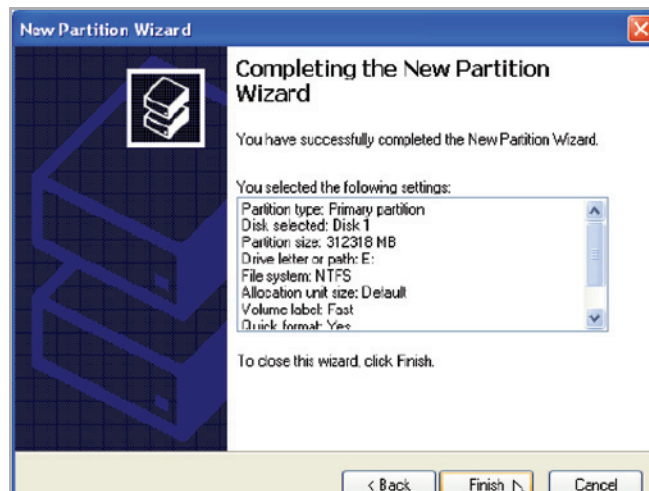 New Partition Wizard
Completing the New Partition
Wizard
You have successfully completed the New Partition Wizard.
You selected the following settings:
Partition type: Primary partition
Disk selected: Disk 1
Partition size: 312318 MB
Drive letter or path: E:
File system: NTFS
Allocation unit size: Default
Volume label: Fast
Quick format: Yes
To close this wizard, click Finish.
< Back Finish Cancel